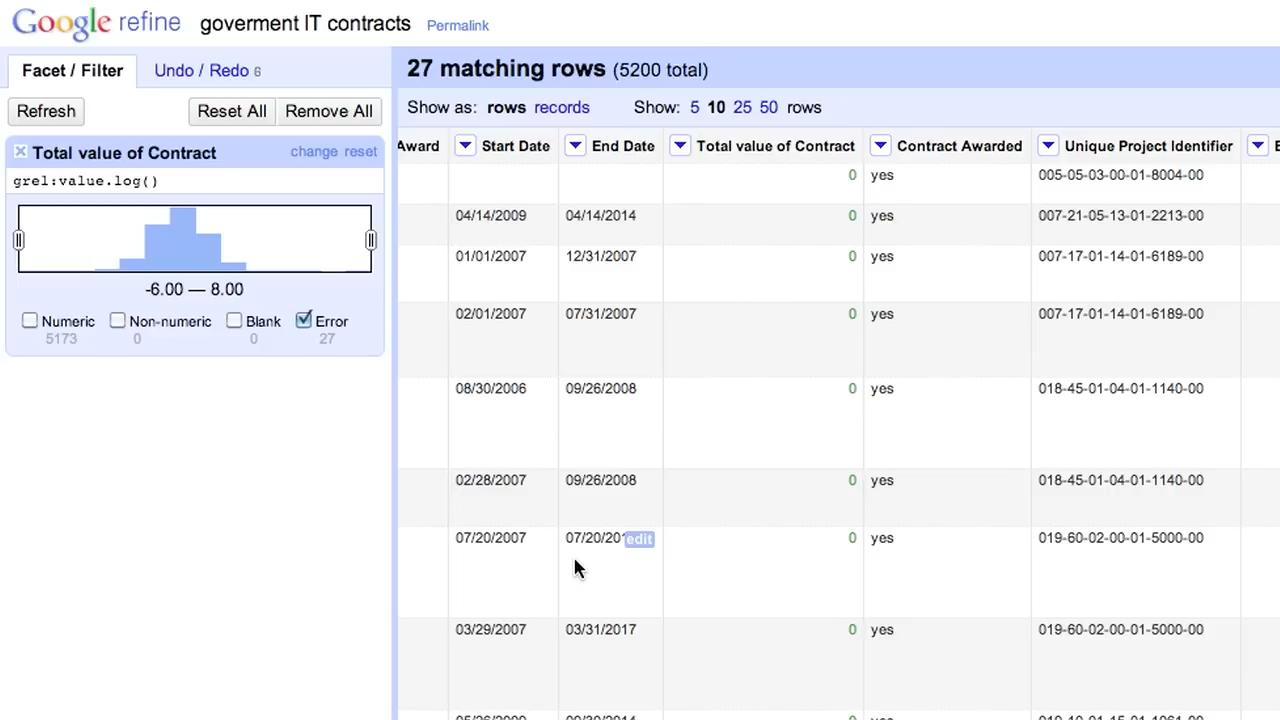 Google refine goverment IT contracts Permalink
Facet / Filter Undo / Redo 6
Refresh Reset All Remove All
Total value of Contract change reset
grel:value.log()
-6.00 — 8.00
Numeric Non-numeric Blank Error
5173 0 0 27
27 matching rows (5200 total)
Show as: rows records Show: 5 10 25 50 rows
Award Start Date End Date Total value of Contract Contract Awarded Unique Project Identifier
0 yes 005-05-03-00-01-8004-00
04/14/2009 04/14/2014 0 yes 007-21-05-13-01-2213-00
01/01/2007 12/31/2007 0 yes 007-17-01-14-01-6189-00
02/01/2007 07/31/2007 0 yes 007-17-01-14-01-6189-00
08/30/2006 09/26/2008 0 yes 018-45-01-04-01-1140-00
02/28/2007 09/26/2008 0 yes 018-45-01-04-01-1140-00
07/20/2007 07/20/20 edit 0 yes 019-60-02-00-01-5000-00
03/29/2007 03/31/2017 0 yes 019-60-02-00-01-5000-00